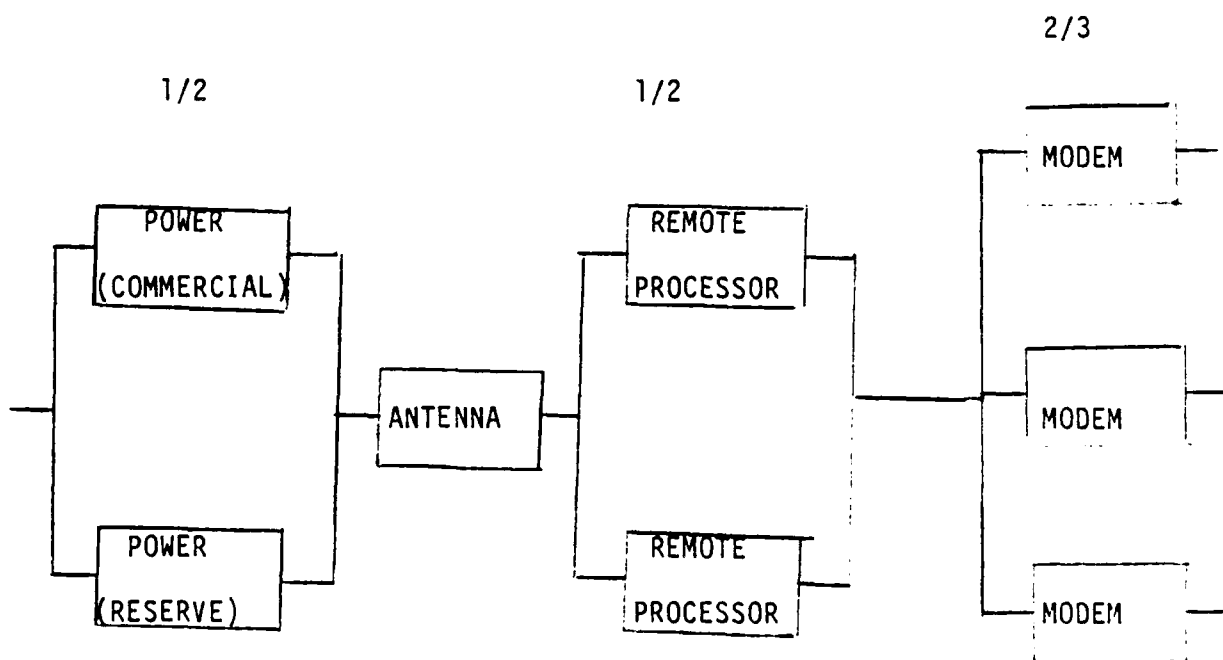 2/3
1/2
1/2
MODEM
POWER
(COMMERCIAL)
REMOTE
PROCESSOR
ANTENNA
MODEM
POWER
(RESERVE)
REMOTE
PROCESSOR
MODEM